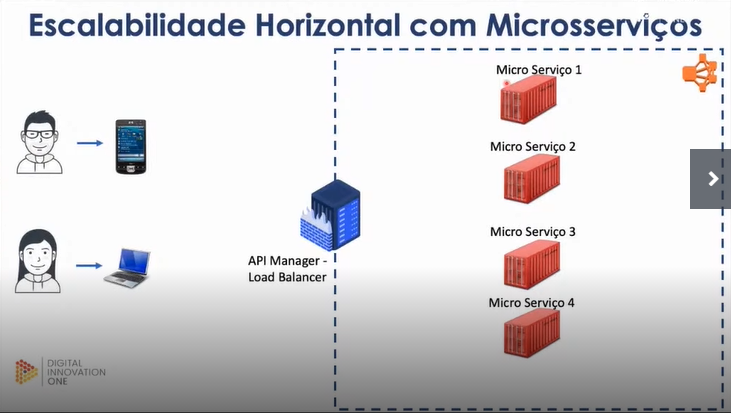 Escalabilidade Horizontal com Microsserviços
Micro Serviço 1
Micro Serviço 2
Micro Serviço 3
API Manager -
Load Balancer
Micro Serviço 4
DIGITAL
INNOVATION
ONE